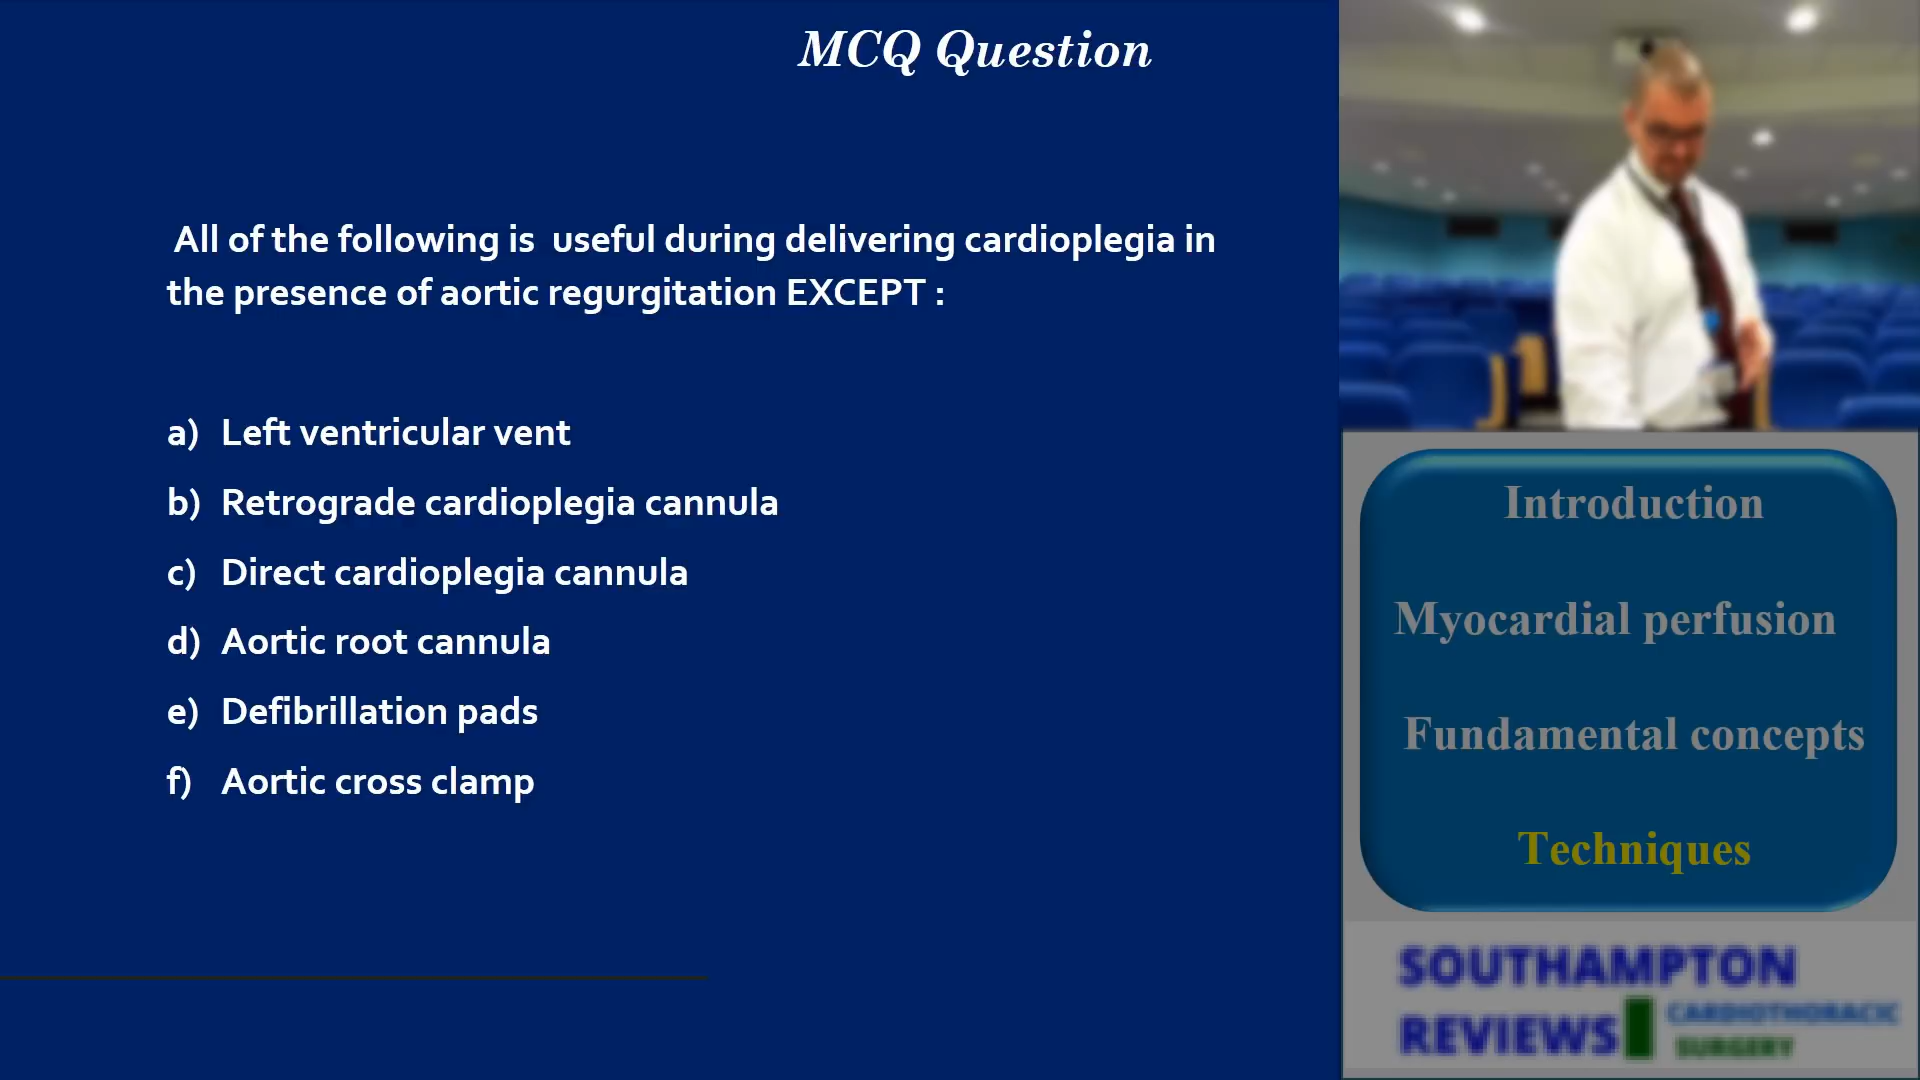 MCQ Question
All of the following is useful during delivering cardioplegia in
the presence of aortic regurgitation EXCEPT :
a) Left ventricular vent
b) Retrograde cardioplegia cannula
c) Direct cardioplegia cannula
d) Aortic root cannula
e) Defibrillation pads
f) Aortic cross clamp
Introduction
Myocardial perfusion
Fundamental concepts
Techniques
SOUTHAMPTON
REVIEWS CARDIOTHORACIC
SURGERY